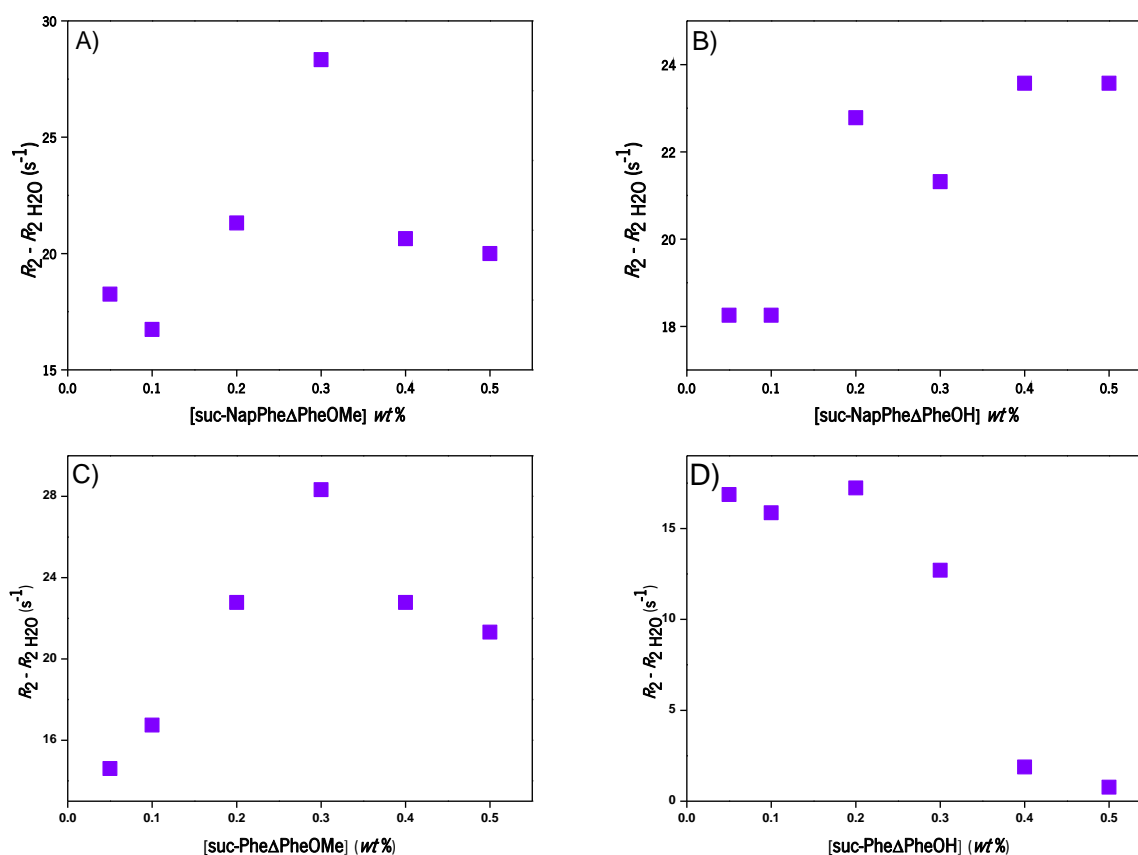 A)
30
25
20
15
R2 - R2 H2O (s-1)
0.0 0.1 0.2 0.3 0.4 0.5
[suc-NapPheΔPheOMe] wt%
B)
24
22
20
18
R2 - R2 H2O (s-1)
0.0 0.1 0.2 0.3 0.4 0.5
[suc-NapPheΔPheOH] wt%
C)
28
24
20
16
R2 - R2 H2O (s-1)
0.0 0.1 0.2 0.3 0.4 0.5
[suc-PheΔPheOMe] (wt%)
D)
15
10
5
0
R2 - R2 H2O (s-1)
0.0 0.1 0.2 0.3 0.4 0.5
[suc-PheΔPheOH] (wt%)